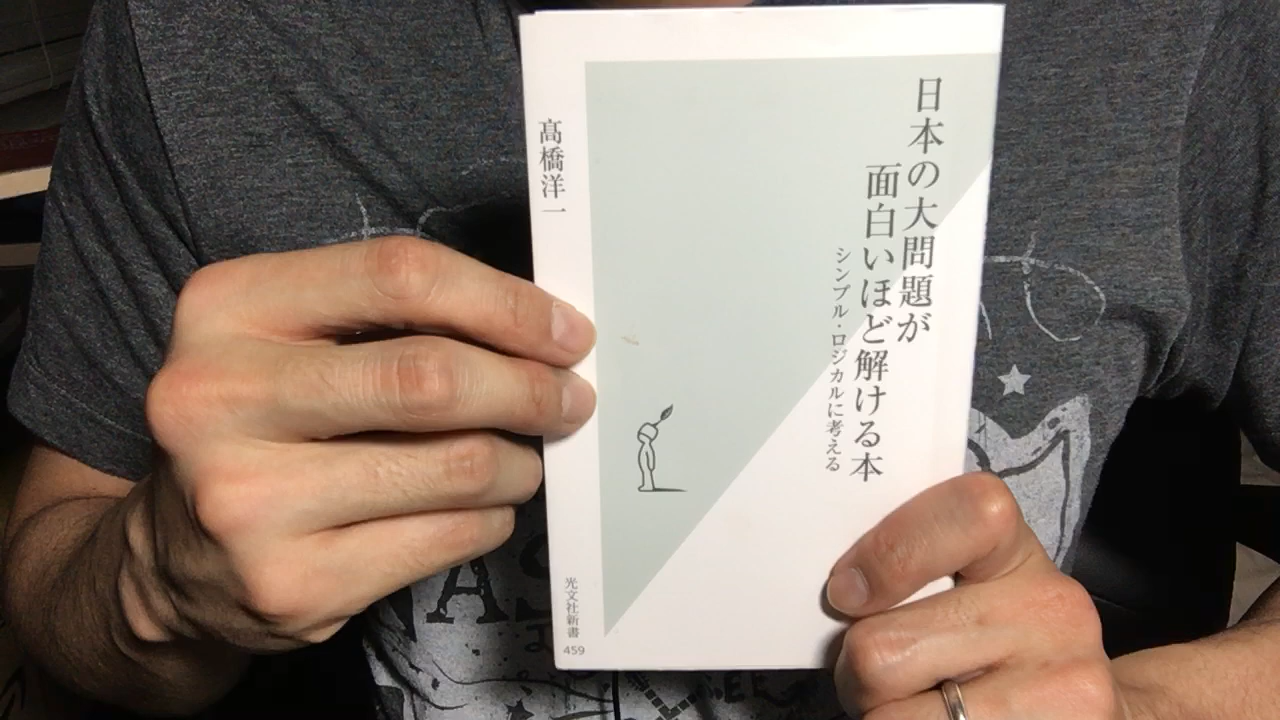 日本の大問題が
面白いほど解ける本
シンプル・ロジカルに考える
髙橋洋一
光文社新書
459